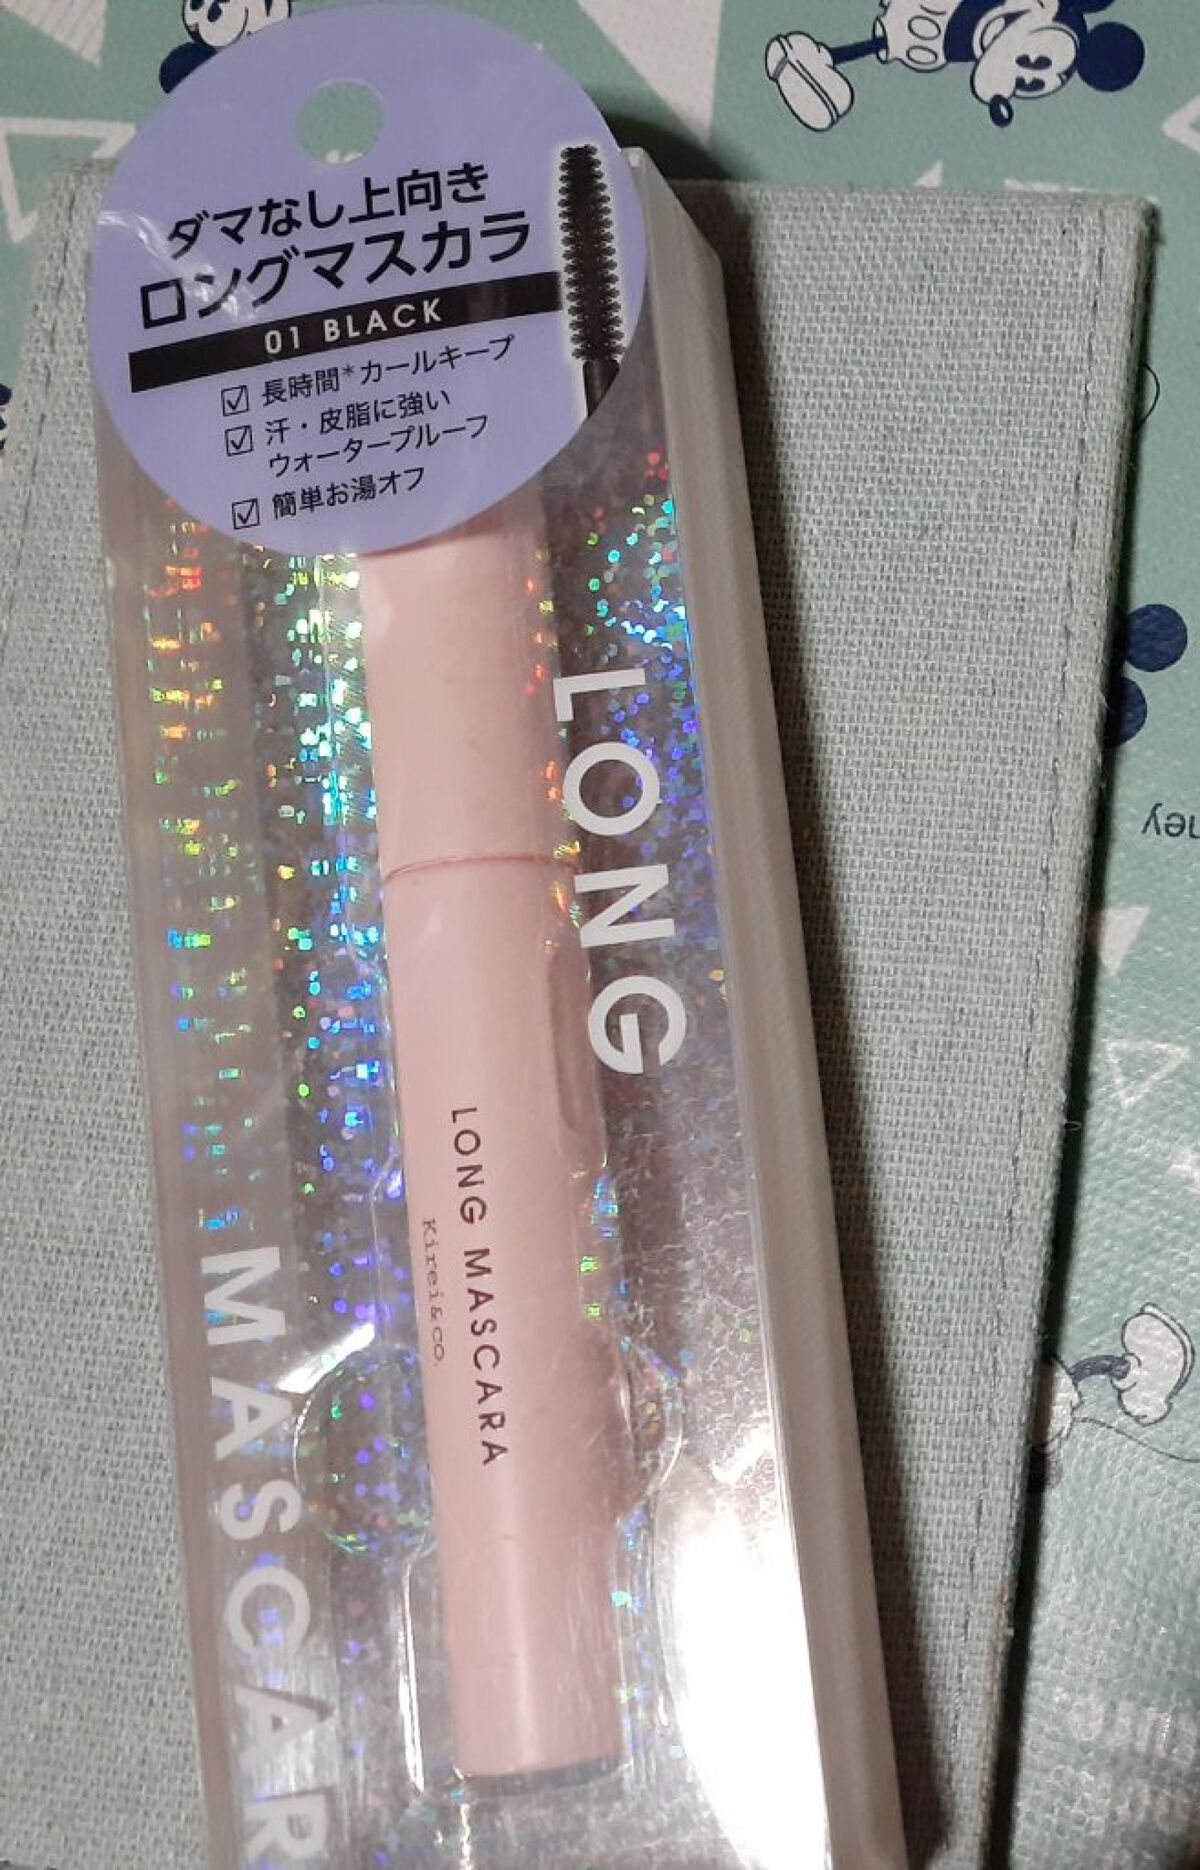 ダマなし上向き
ロングマスカラ
01 BLACK
☑ 長時間*カールキープ
☑ 汗・皮脂に強い
ウォータープルーフ
☑ 簡単お湯オフ
LONG
LONG MASCARA
Kirei&co.
MASCAR
ney